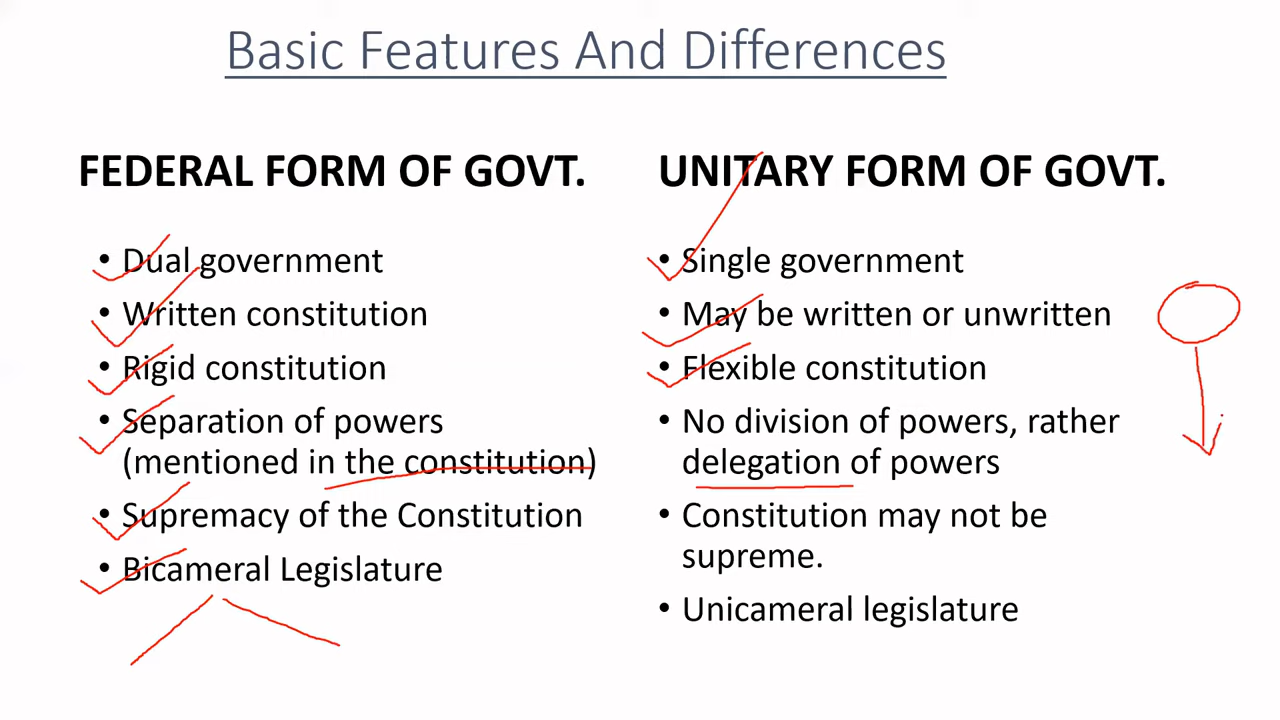 Basic Features And Differences
FEDERAL FORM OF GOVT.
• Dual government
• Written constitution
• Rigid constitution
• Separation of powers
(mentioned in the constitution)
• Supremacy of the Constitution
• Bicameral Legislature
UNITARY FORM OF GOVT.
• Single government
• May be written or unwritten
• Flexible constitution
• No division of powers, rather
delegation of powers
• Constitution may not be
supreme.
• Unicameral legislature